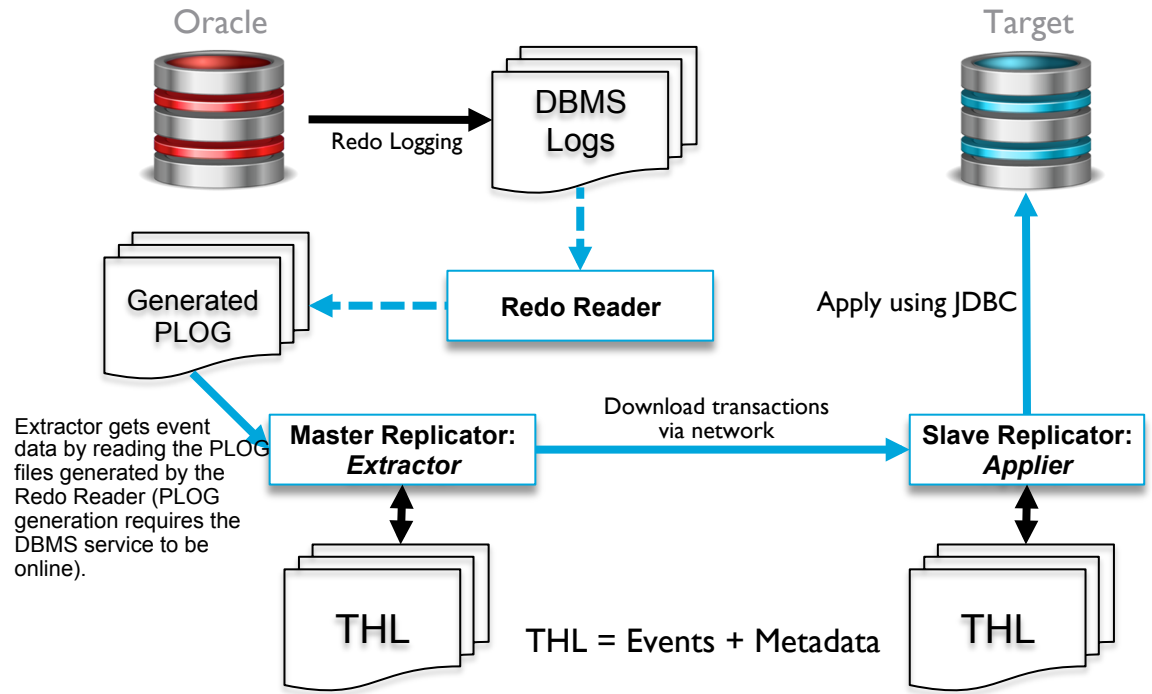 Oracle
Target
DBMS
Logs
Redo Logging
Generated
PLOG
Redo Reader
Apply using JDBC
Extractor gets event
data by reading the PLOG
files generated by the
Redo Reader (PLOG
generation requires the
DBMS service to be
online).
Master Replicator:
Extractor
Download transactions
via network
Slave Replicator:
Applier
THL
THL = Events + Metadata
THL